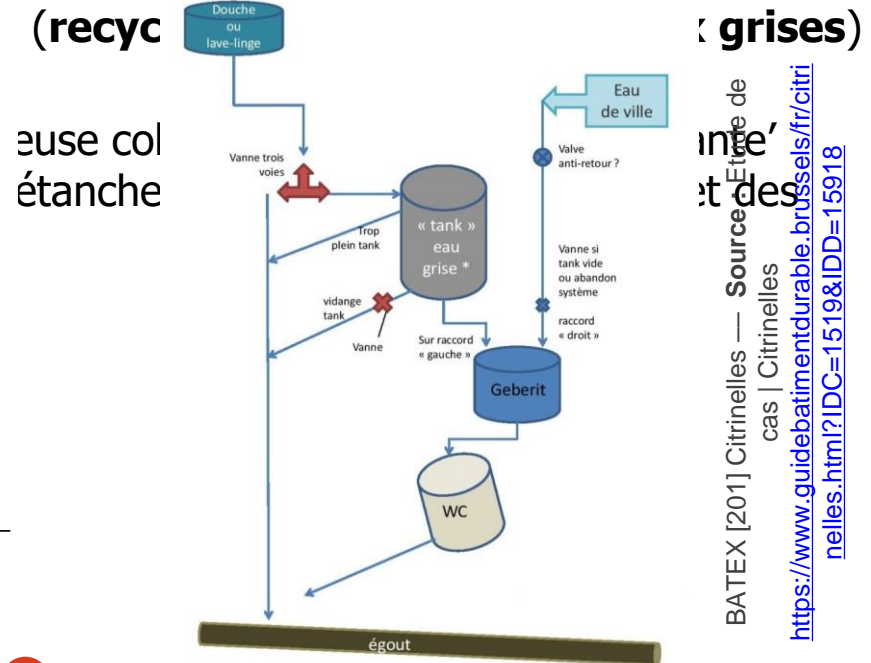 (recyc
x grises)
euse col
ante’
étanche
et des
Douche
ou
lave-linge
Eau
de ville
Valve
anti-retour ?
Vanne trois
voies
« tank »
eau
grise *
Trop
plein tank
Vanne si
tank vide
ou abandon
système
vidange
tank
Vanne
Sur raccord
« gauche »
raccord
« droit »
Geberit
WC
égout
BATEX [201] Citrinelles –– Source : Etude de
cas | Citrinelles
https://www.guidebatimentdurable.brussels/fr/citri
nelles.html?IDC=1519&IDD=15918